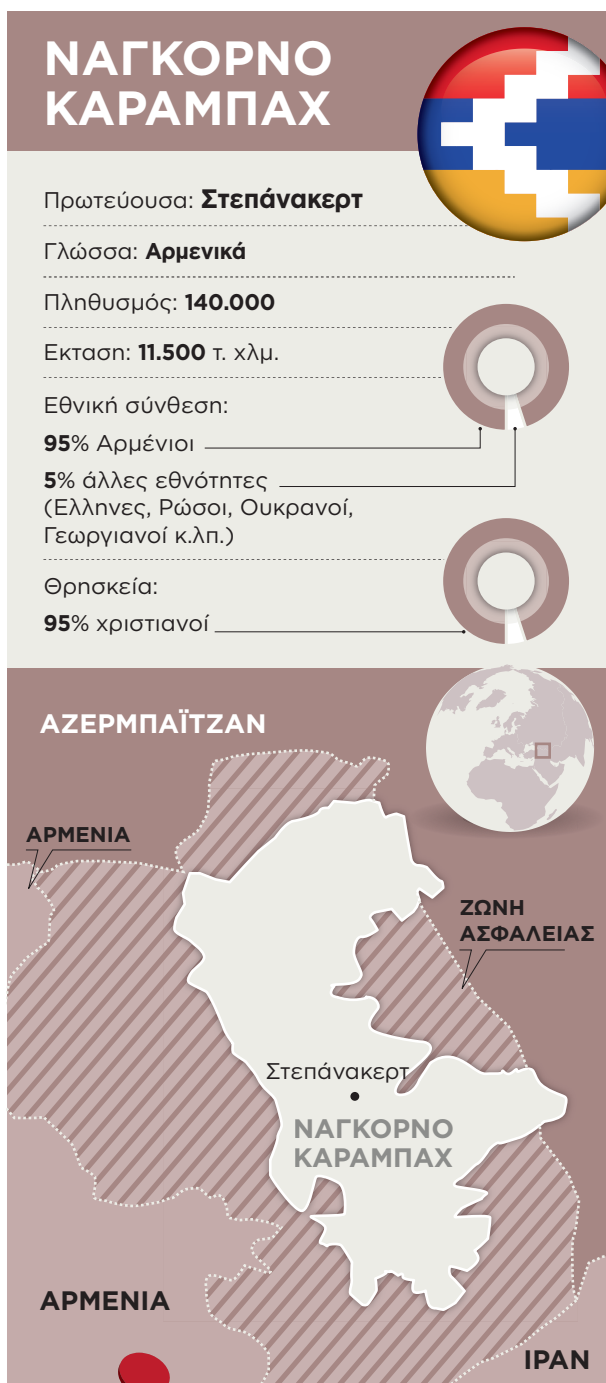 ΝΑΓΚΟΡΝΟ
ΚΑΡΑΜΠΑΧ
Πρωτεύουσα: Στεπάνακερτ
Γλώσσα: Αρμενικά
Πληθυσμός: 140.000
Εκταση: 11.500 τ. χλμ.
Εθνική σύνθεση:
95% Αρμένιοι
5% άλλες εθνότητες
(Ελληνες, Ρώσοι, Ουκρανοί,
Γεωργιανοί κ.λπ.)
Θρησκεία:
95% χριστιανοί
ΑΖΕΡΜΠΑΪΤΖΑΝ
ΑΡΜΕΝΙΑ
ΖΩΝΗ
ΑΣΦΑΛΕΙΑΣ
Στεπάνακερτ
ΝΑΓΚΟΡΝΟ
ΚΑΡΑΜΠΑΧ
ΑΡΜΕΝΙΑ
ΙΡΑΝ